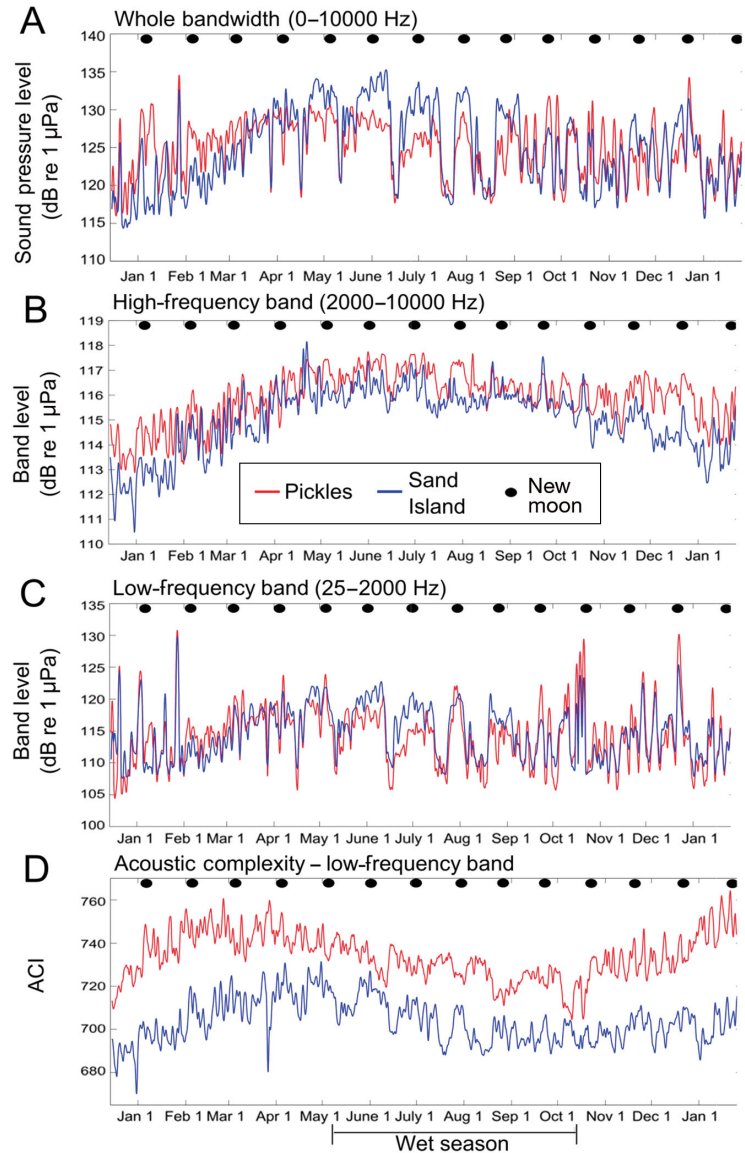 A
Whole bandwidth (0–10000 Hz)
Sound pressure level
(dB re 1 µPa)
140
135
130
125
120
115
110
Jan 1 Feb 1 Mar 1 Apr 1 May 1 June 1 July 1 Aug 1 Sep 1 Oct 1 Nov 1 Dec 1 Jan 1
B
High-frequency band (2000–10000 Hz)
Band level
(dB re 1 µPa)
119
118
117
116
115
114
113
112
111
110
Pickles
Sand
Island
New
moon
Jan 1 Feb 1 Mar 1 Apr 1 May 1 June 1 July 1 Aug 1 Sep 1 Oct 1 Nov 1 Dec 1 Jan 1
C
Low-frequency band (25–2000 Hz)
Band level
(dB re 1 µPa)
135
130
125
120
115
110
105
100
Jan 1 Feb 1 Mar 1 Apr 1 May 1 June 1 July 1 Aug 1 Sep 1 Oct 1 Nov 1 Dec 1 Jan 1
D
Acoustic complexity – low-frequency band
ACI
760
740
720
700
680
Jan 1 Feb 1 Mar 1 Apr 1 May 1 June 1 July 1 Aug 1 Sep 1 Oct 1 Nov 1 Dec 1 Jan 1
Wet season